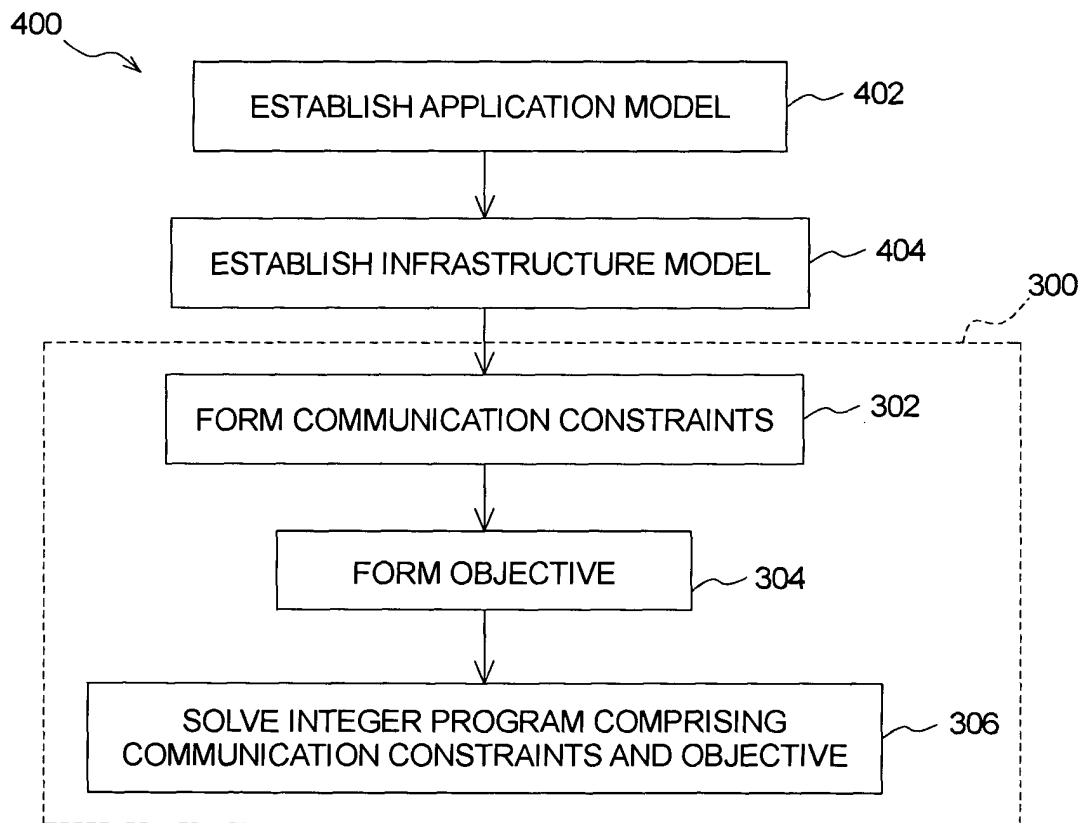 400
ESTABLISH APPLICATION MODEL
402
ESTABLISH INFRASTRUCTURE MODEL
404
300
FORM COMMUNICATION CONSTRAINTS
302
FORM OBJECTIVE
304
SOLVE INTEGER PROGRAM COMPRISING
COMMUNICATION CONSTRAINTS AND OBJECTIVE
306